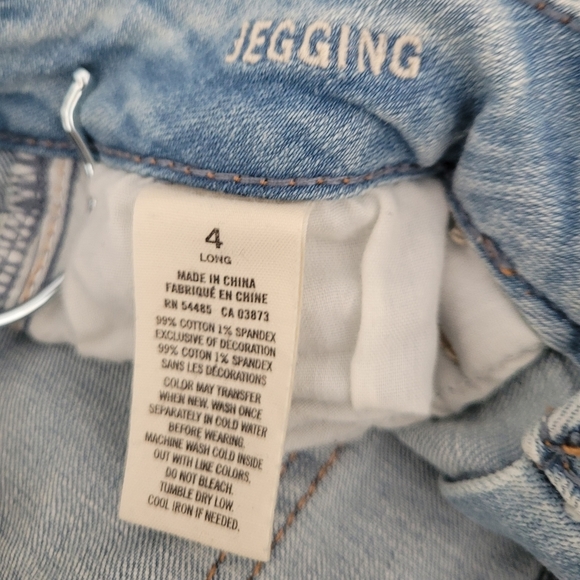 JEGGING
4
LONG
MADE IN CHINA
FABRIQUÉ EN CHINE
RN 54485 CA 03873
99% COTTON 1% SPANDEX
EXCLUSIVE OF DECORATION
99% COTON 1% SPANDEX
SANS LES DÉCORATIONS
COLOR MAY TRANSFER
WHEN NEW. WASH ONCE
SEPARATELY IN COLD WATER
BEFORE WEARING.
MACHINE WASH COLD INSIDE
OUT WITH LIKE COLORS.
DO NOT BLEACH.
TUMBLE DRY LOW.
COOL IRON IF NEEDED.